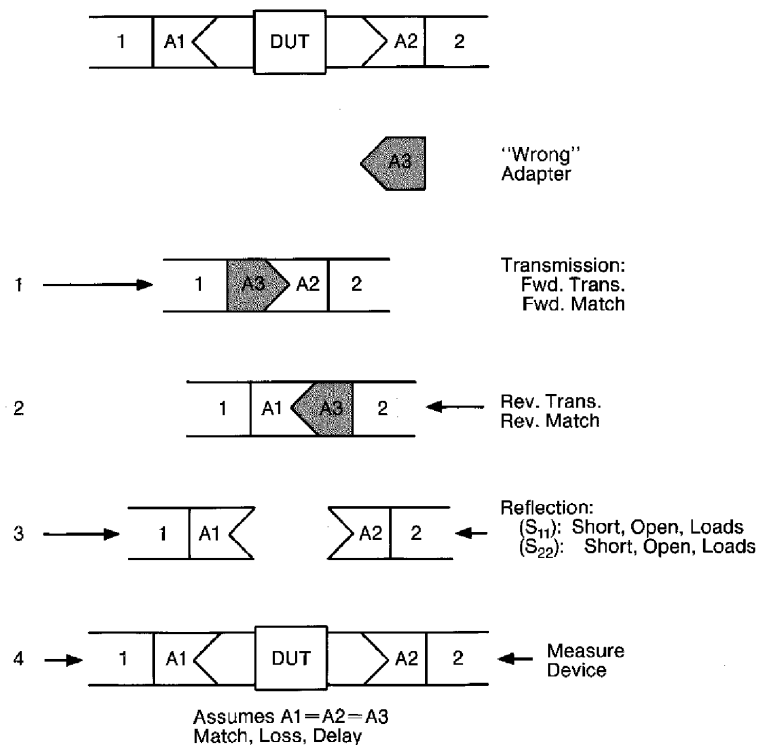 1 A1 DUT A2 2
A3
"Wrong"
Adapter
1
1 A3 A2 2
Transmission:
Fwd. Trans.
Fwd. Match
2
1 A1 A3 2
Rev. Trans.
Rev. Match
3
1 A1 A2 2
Reflection:
(S11): Short, Open, Loads
(S22): Short, Open, Loads
4
1 A1 DUT A2 2
Measure
Device
Assumes A1=A2=A3
Match, Loss, Delay